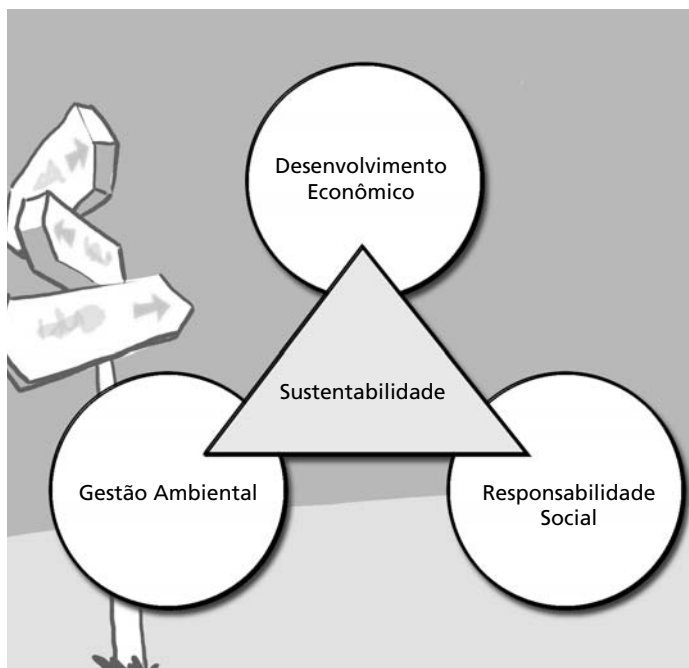 Desenvolvimento
Econômico
Sustentabilidade
Gestão Ambiental
Responsabilidade
Social